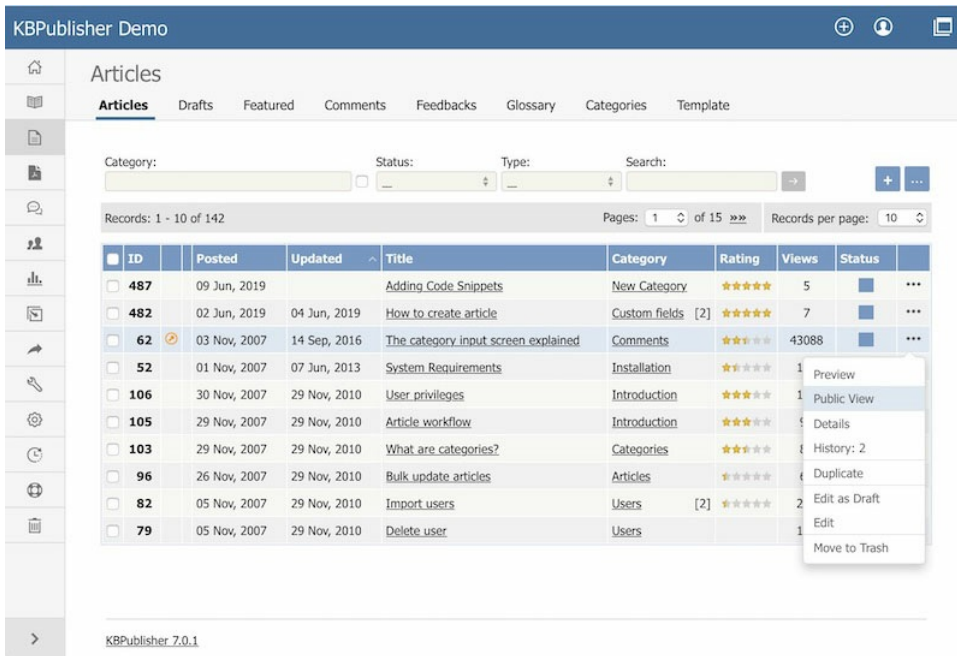 KBPublisher Demo
Articles
Articles Drafts Featured Comments Feedbacks Glossary Categories Template
Category: Status: Type: Search:
__ __
+ ...
Records: 1 - 10 of 142 Pages: 1 of 15 »» Records per page: 10
ID Posted Updated Title Category Rating Views Status
487 09 Jun, 2019 Adding Code Snippets New Category 5 •••
482 02 Jun, 2019 04 Jun, 2019 How to create article Custom fields [2] 7 •••
62 03 Nov, 2007 14 Sep, 2016 The category input screen explained Comments 43088 •••
52 01 Nov, 2007 07 Jun, 2013 System Requirements Installation
106 30 Nov, 2007 29 Nov, 2010 User privileges Introduction
105 29 Nov, 2007 29 Nov, 2010 Article workflow Introduction
103 29 Nov, 2007 29 Nov, 2010 What are categories? Categories
96 26 Nov, 2007 29 Nov, 2010 Bulk update articles Articles
82 05 Nov, 2007 29 Nov, 2010 Import users Users [2]
79 05 Nov, 2007 29 Nov, 2010 Delete user Users
Preview
Public View
Details
History: 2
Duplicate
Edit as Draft
Edit
Move to Trash
KBPublisher 7.0.1